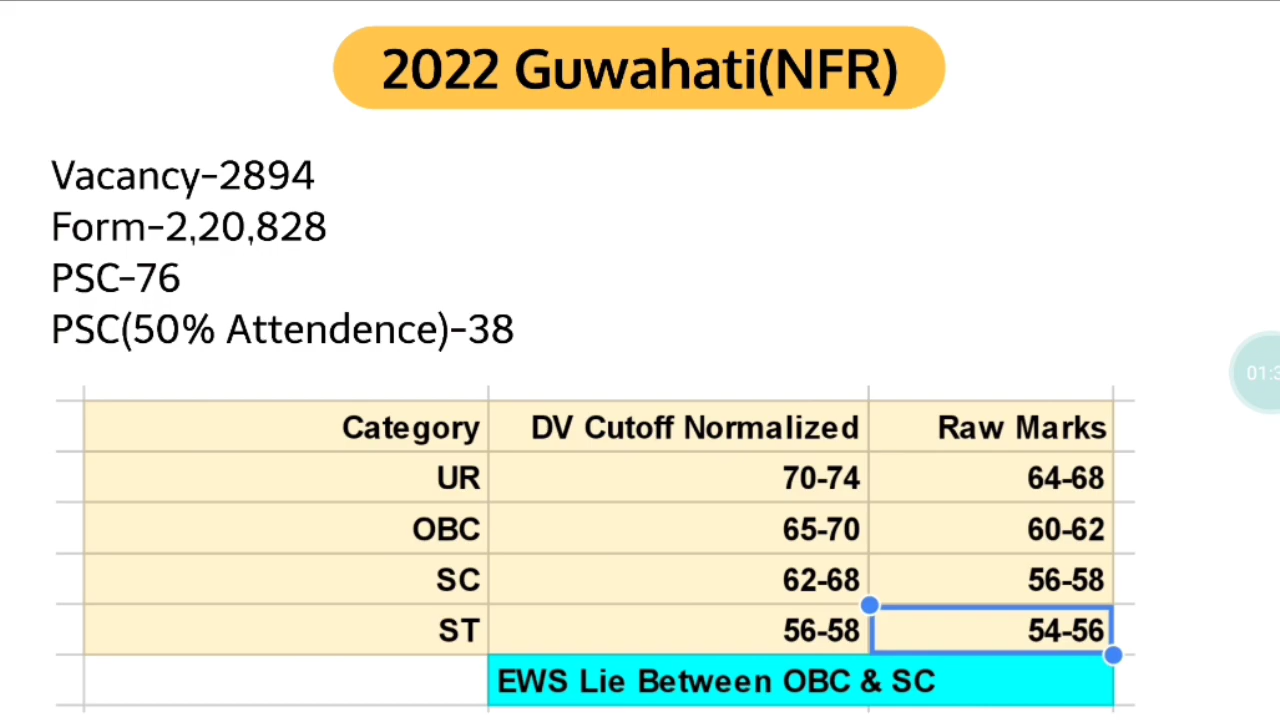 2022 Guwahati(NFR)
Vacancy-2894
Form-2,20,828
PSC-76
PSC(50% Attendence)-38
Category DV Cutoff Normalized Raw Marks
UR 70-74 64-68
OBC 65-70 60-62
SC 62-68 56-58
ST 56-58 54-56
EWS Lie Between OBC & SC